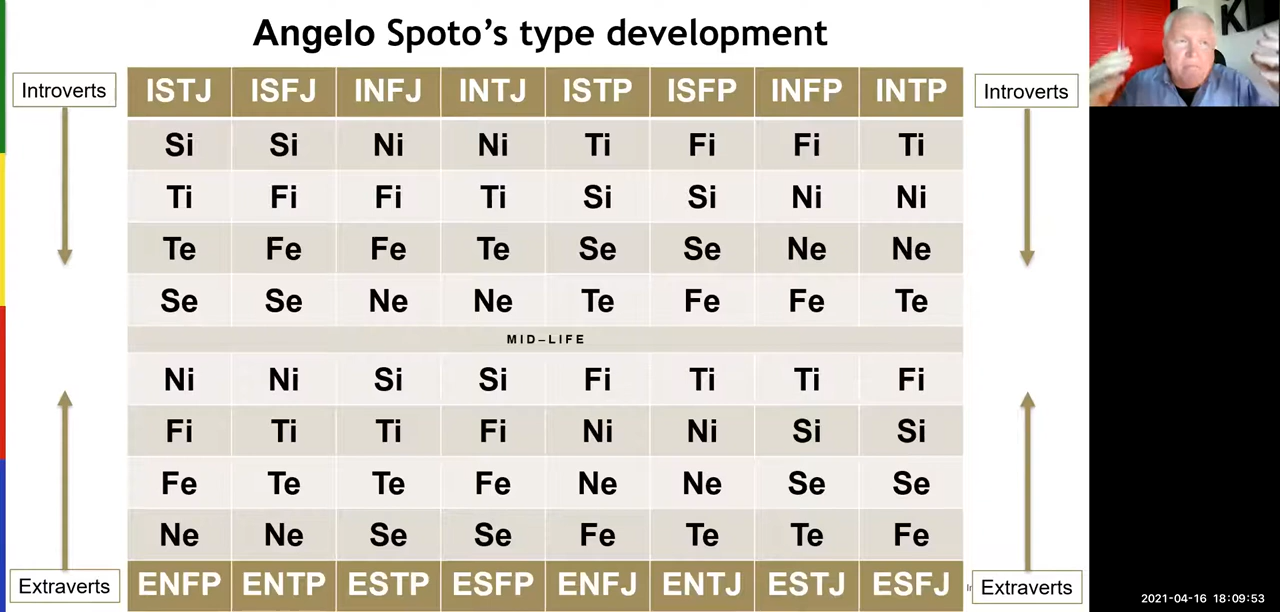 Angelo Spoto's type development
Introverts
ISTJ ISFJ INFJ INTJ ISTP ISFP INFP INTP
Introverts
Si Si Ni Ni Ti Fi Fi Ti
Ti Fi Fi Ti Si Si Ni Ni
Te Fe Fe Te Se Se Ne Ne
Se Se Ne Ne Te Fe Fe Te
MID–LIFE
Ni Ni Si Si Fi Ti Ti Fi
Fi Ti Ti Fi Ni Ni Si Si
Fe Te Te Fe Ne Ne Se Se
Ne Ne Se Se Fe Te Te Fe
Extraverts
ENFP ENTP ESTP ESFP ENFJ ENTJ ESTJ ESFJ
Extraverts
K
2021-04-16 18:09:53